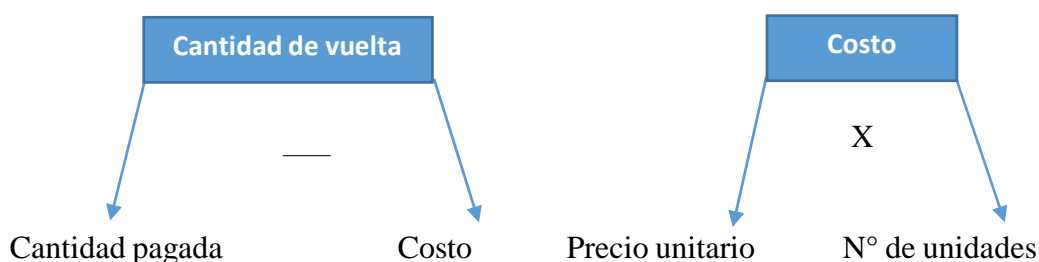 Cantidad de vuelta
Costo
—
X
Cantidad pagada
Costo
Precio unitario
N° de unidades